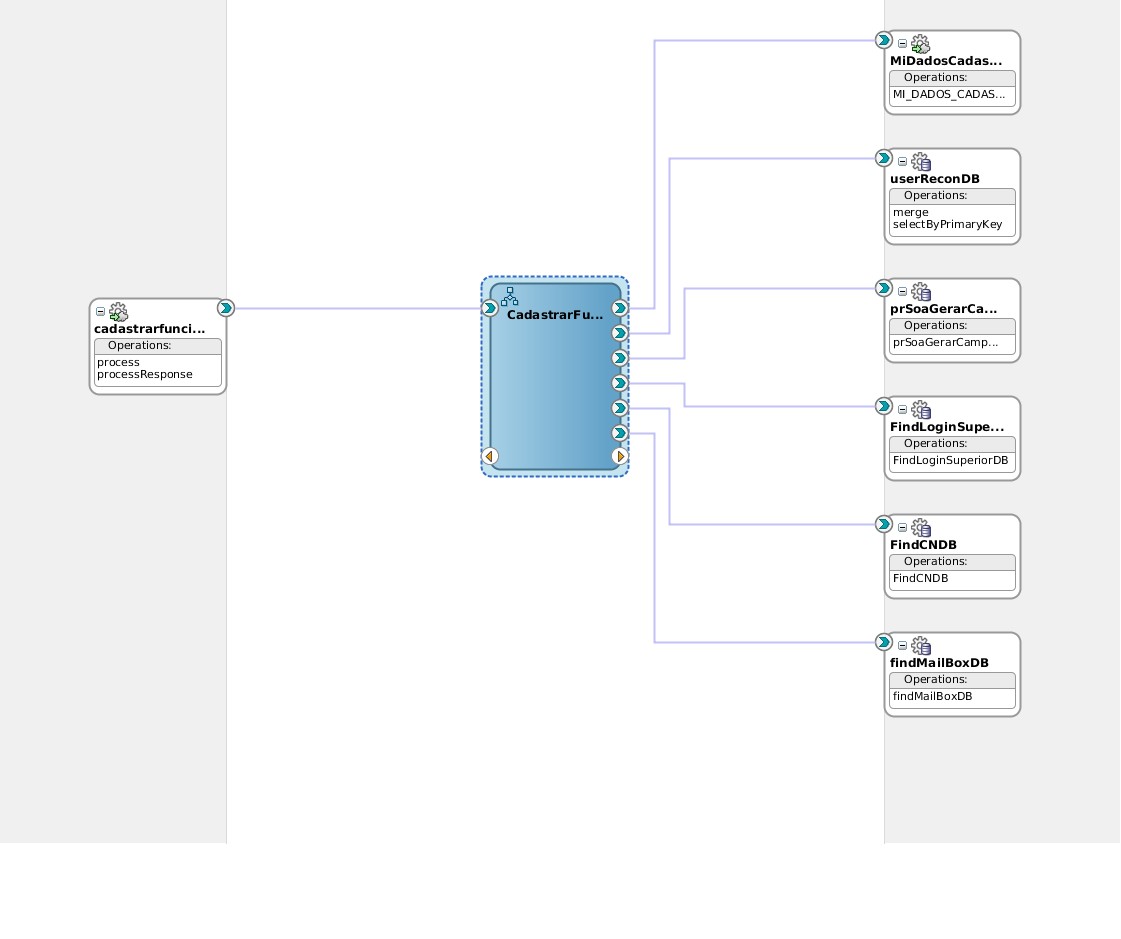 MiDadosCadas...
Operations:
MI_DADOS_CADAS...
userReconDB
Operations:
merge
selectByPrimaryKey
cadastrarfunci...
Operations:
process
processResponse
CadastrarFu...
prSoaGerarCa...
Operations:
prSoaGerarCamp...
FindLoginSupe...
Operations:
FindLoginSuperiorDB
FindCNDB
Operations:
FindCNDB
findMailBoxDB
Operations:
findMailBoxDB